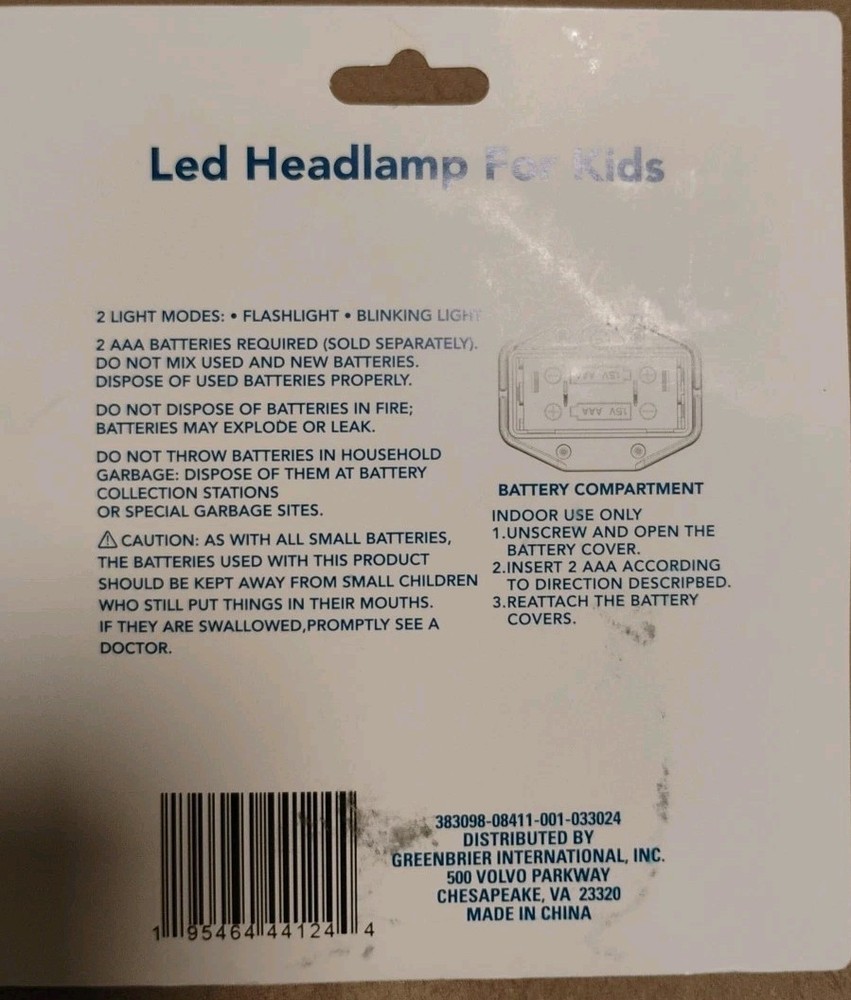 Led Headlamp For Kids
2 LIGHT MODES: • FLASHLIGHT • BLINKING LIGHT
2 AAA BATTERIES REQUIRED (SOLD SEPARATELY).
DO NOT MIX USED AND NEW BATTERIES.
DISPOSE OF USED BATTERIES PROPERLY.
DO NOT DISPOSE OF BATTERIES IN FIRE;
BATTERIES MAY EXPLODE OR LEAK.
DO NOT THROW BATTERIES IN HOUSEHOLD
GARBAGE: DISPOSE OF THEM AT BATTERY
COLLECTION STATIONS
OR SPECIAL GARBAGE SITES.
⚠ CAUTION: AS WITH ALL SMALL BATTERIES,
THE BATTERIES USED WITH THIS PRODUCT
SHOULD BE KEPT AWAY FROM SMALL CHILDREN
WHO STILL PUT THINGS IN THEIR MOUTHS.
IF THEY ARE SWALLOWED,PROMPTLY SEE A
DOCTOR.
1.5V AAA
1.5V AAA
BATTERY COMPARTMENT
INDOOR USE ONLY
1.UNSCREW AND OPEN THE
BATTERY COVER.
2.INSERT 2 AAA ACCORDING
TO DIRECTION DESCRIPBED.
3.REATTACH THE BATTERY
COVERS.
1 95464 44124 4
383098-08411-001-033024
DISTRIBUTED BY
GREENBRIER INTERNATIONAL, INC.
500 VOLVO PARKWAY
CHESAPEAKE, VA 23320
MADE IN CHINA